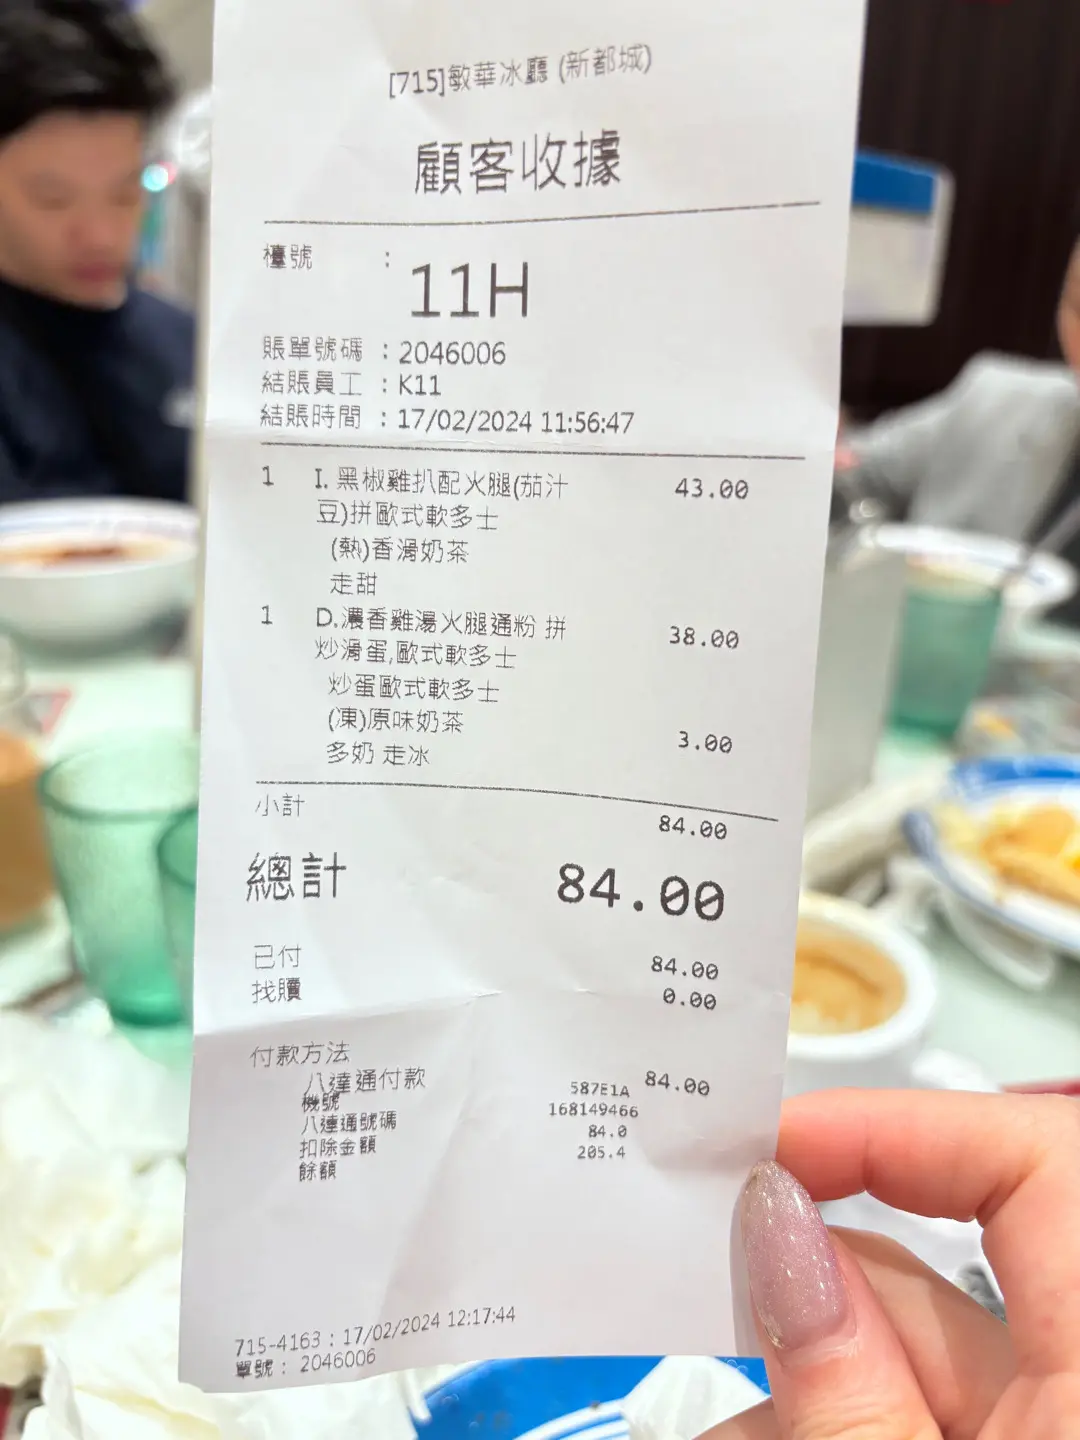 [715]敏華冰廳 (新都城)
顧客收據
檯號 : 11H
賬單號碼 : 2046006
結賬員工 : K11
結賬時間 : 17/02/2024 11:56:47
1 I. 黑椒雞扒配火腿(茄汁 43.00
豆)拼歐式軟多士
(熱)香滑奶茶
走甜
1 D.濃香雞湯火腿通粉 拼 38.00
炒滑蛋,歐式軟多士
炒蛋歐式軟多士
(凍)原味奶茶 3.00
多奶 走冰
小計 84.00
總計 84.00
已付 84.00
找贖 0.00
付款方法
八達通付款 84.00
機號 587E1A
八達通號碼 168149466
扣除金額 84.0
餘額 205.4
715-4163 : 17/02/2024 12:17:44
單號 : 2046006